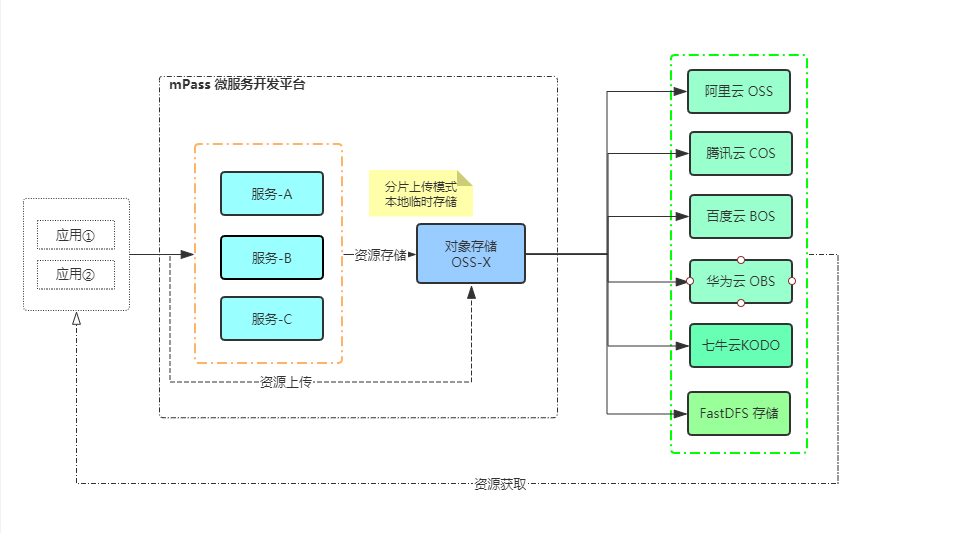 mPass 微服务开发平台
应用①
应用②
服务-A
服务-B
服务-C
资源存储
资源上传
分片上传模式
本地临时存储
对象存储
OSS-X
阿里云 OSS
腾讯云 COS
百度云 BOS
华为云 OBS
七牛云KODO
FastDFS 存储
资源获取